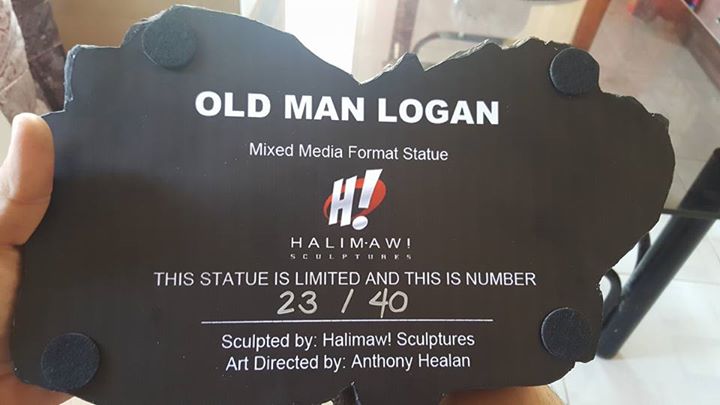 OLD MAN LOGAN
Mixed Media Format Statue
H!
HALIMAW!
SCULPTURES
THIS STATUE IS LIMITED AND THIS IS NUMBER
23 / 40
Sculpted by: Halimaw! Sculptures
Art Directed by: Anthony Healan